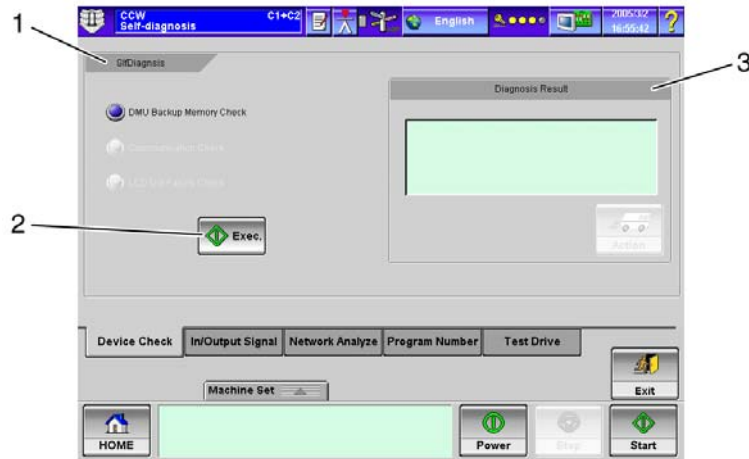 CCW C1+C2
Self-diagnosis
English
2005/3/2
16:55:42
?
1
3
SlfDiagnsis
Diagnosis Result
DMU Backup Memory Check
Communication Check
2
Exec.
Action
Device Check
In/Output Signal
Network Analyze
Program Number
Test Drive
Machine Set
Exit
HOME
Power
Stop
Start